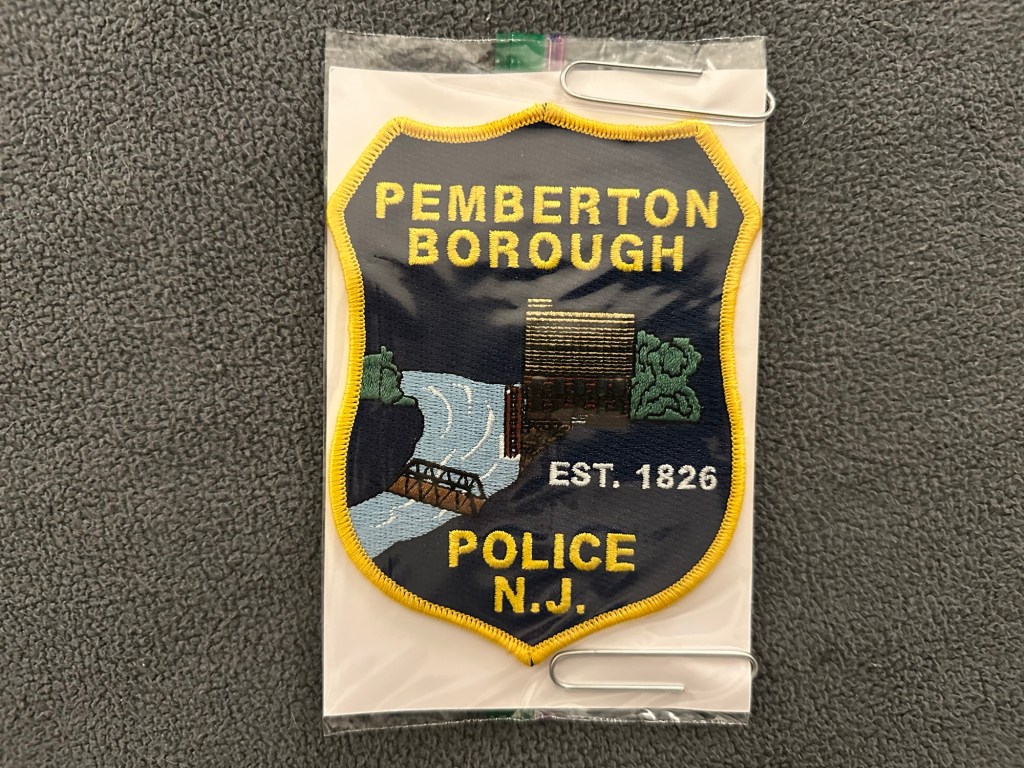 PEMBERTON
BOROUGH
EST. 1826
POLICE
N.J.